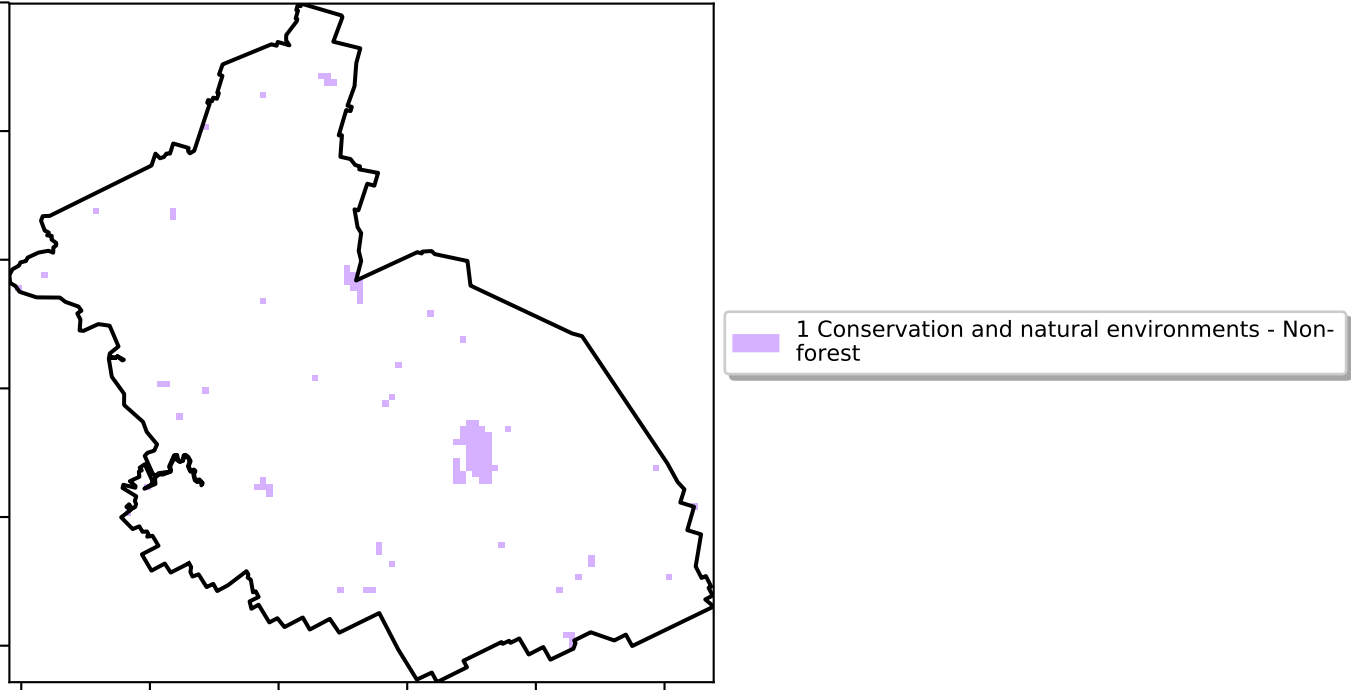 1 Conservation and natural environments - Non-
forest